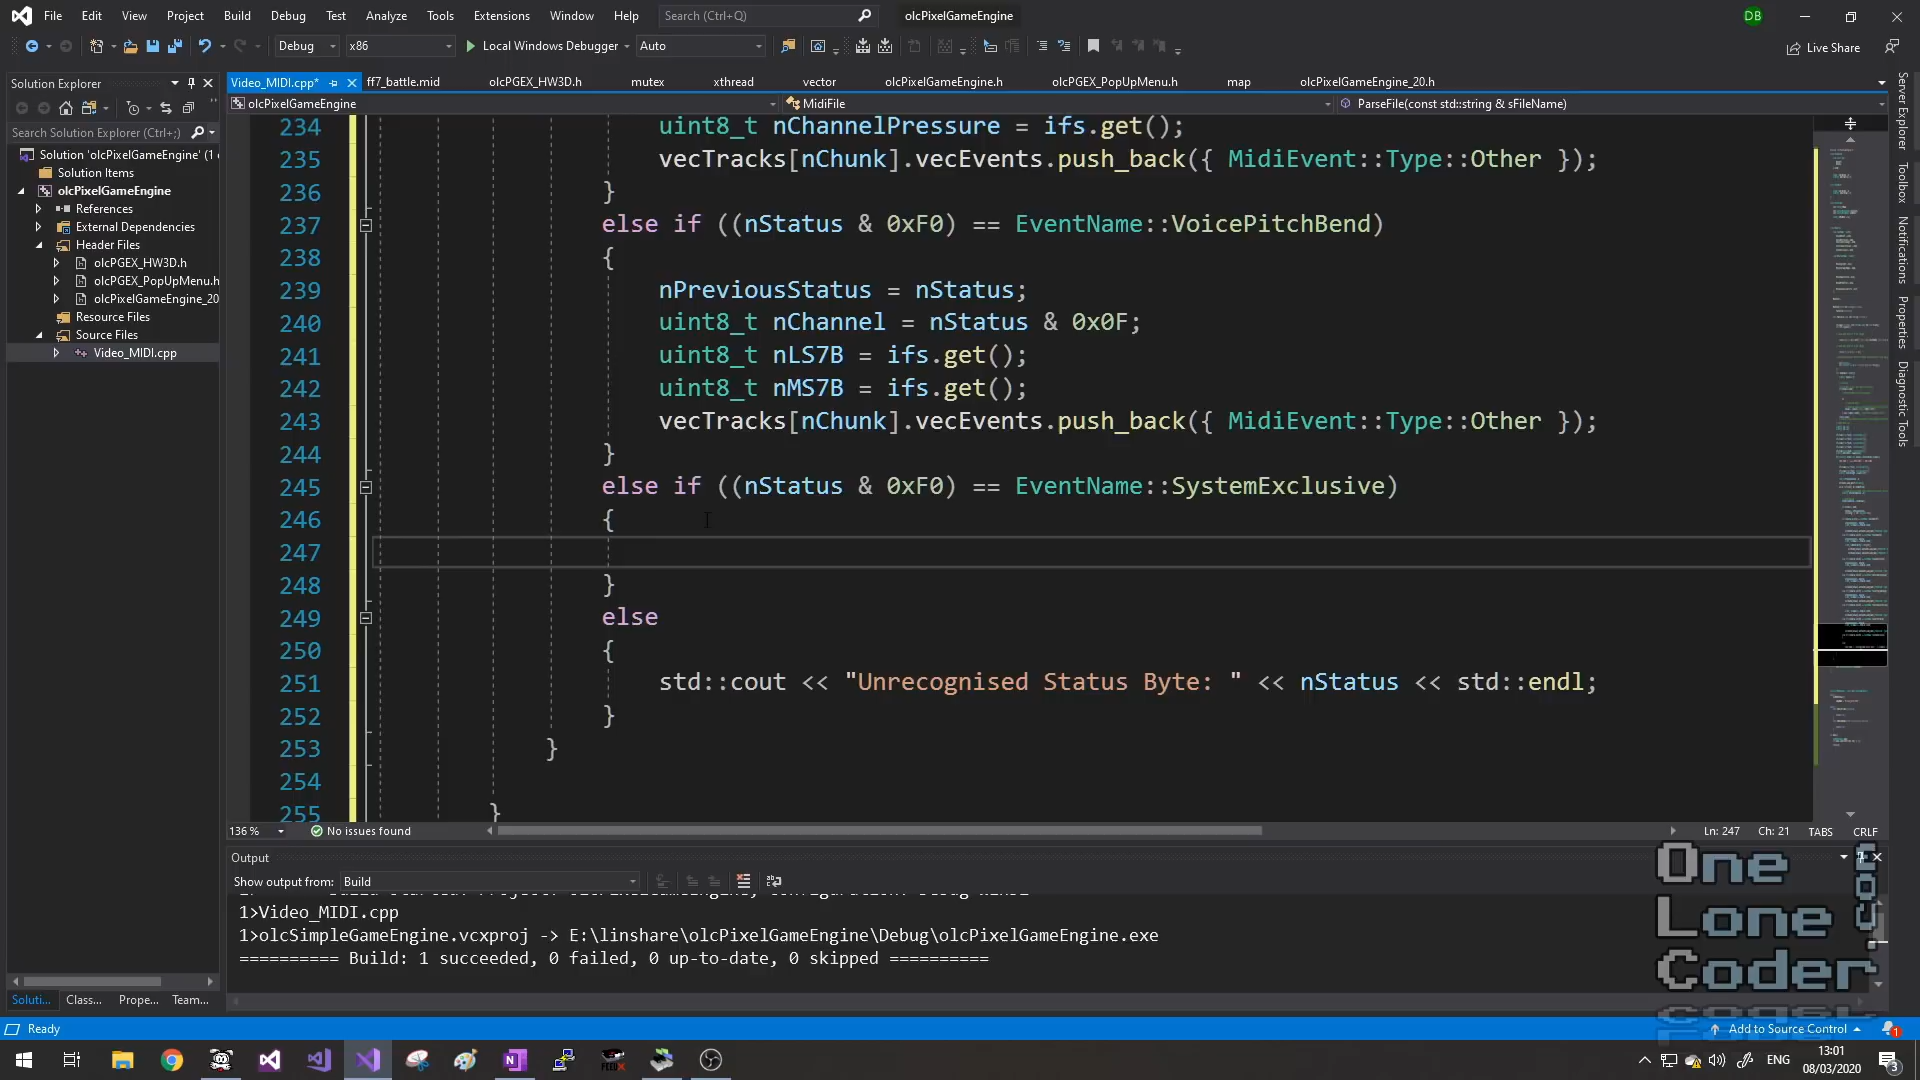 File Edit View Project Build Debug Test Analyze Tools Extensions Window Help Search (Ctrl+Q) olcPixelGameEngine DB
Debug x86 Local Windows Debugger Auto Live Share
Solution Explorer
Video_MIDI.cpp* ff7_battle.mid olcPGEX_HW3D.h mutex xthread vector olcPixelGameEngine.h olcPGEX_PopUpMenu.h map olcPixelGameEngine_20.h
olcPixelGameEngine MidiFile ParseFile(const std::string & sFileName)
Search Solution Explorer (Ctrl+;)
Solution 'olcPixelGameEngine' (1 c
Solution Items
olcPixelGameEngine
References
External Dependencies
Header Files
olcPGEX_HW3D.h
olcPGEX_PopUpMenu.h
olcPixelGameEngine_20
Resource Files
Source Files
Video_MIDI.cpp
234 uint8_t nChannelPressure = ifs.get();
235 vecTracks[nChunk].vecEvents.push_back({ MidiEvent::Type::Other });
236 }
237 else if ((nStatus & 0xF0) == EventName::VoicePitchBend)
238 {
239 nPreviousStatus = nStatus;
240 uint8_t nChannel = nStatus & 0x0F;
241 uint8_t nLS7B = ifs.get();
242 uint8_t nMS7B = ifs.get();
243 vecTracks[nChunk].vecEvents.push_back({ MidiEvent::Type::Other });
244 }
245 else if ((nStatus & 0xF0) == EventName::SystemExclusive)
246 {
247
248 }
249 else
250 {
251 std::cout << "Unrecognised Status Byte: " << nStatus << std::endl;
252 }
253 }
254
255 }
136 % No issues found Ln: 247 Ch: 21 TABS CRLF
Output
Show output from: Build
1>Video_MIDI.cpp
1>olcSimpleGameEngine.vcxproj -> E:\linshare\olcPixelGameEngine\Debug\olcPixelGameEngine.exe
========== Build: 1 succeeded, 0 failed, 0 up-to-date, 0 skipped ==========
Soluti... Class... Prope... Team...
Server Explorer
Toolbox
Notifications
Properties
Diagnostic Tools
One
Lone
Coder
Ready Add to Source Control 1
ENG 13:01
08/03/2020 3